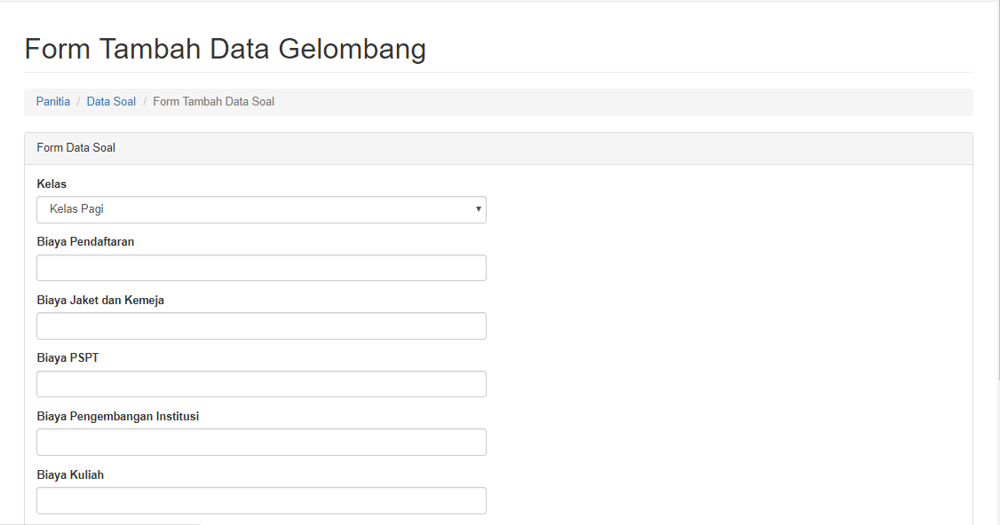 Form Tambah Data Gelombang
Panitia / Data Soal / Form Tambah Data Soal
Form Data Soal
Kelas
Kelas Pagi
Biaya Pendaftaran
Biaya Jaket dan Kemeja
Biaya PSPT
Biaya Pengembangan Institusi
Biaya Kuliah